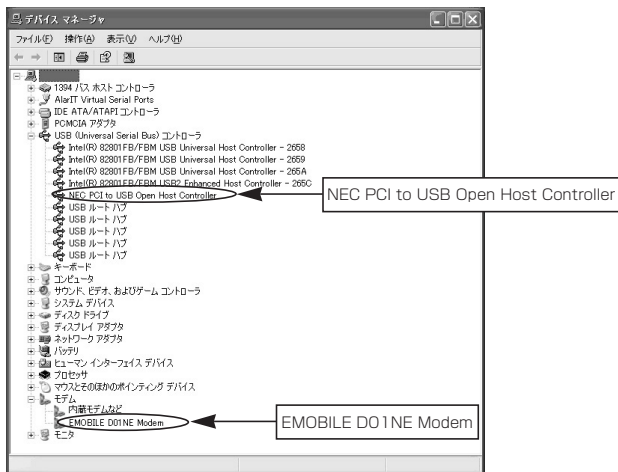 デバイス マネージャ
ファイル(F) 操作(A) 表示(V) ヘルプ(H)
1394 バス ホスト コントローラ
AlarIT Virtual Serial Ports
IDE ATA/ATAPI コントローラ
PCMCIA アダプタ
USB (Universal Serial Bus) コントローラ
Intel(R) 82801FB/FBM USB Universal Host Controller - 2658
Intel(R) 82801FB/FBM USB Universal Host Controller - 2659
Intel(R) 82801FB/FBM USB Universal Host Controller - 265A
Intel(R) 82801FB/FBM USB2 Enhanced Host Controller - 265C
NEC PCI to USB Open Host Controller
NEC PCI to USB Open Host Controller
USB ルート ハブ
USB ルート ハブ
USB ルート ハブ
USB ルート ハブ
USB ルート ハブ
キーボード
コンピュータ
サウンド、ビデオ、およびゲーム コントローラ
システム デバイス
ディスク ドライブ
ディスプレイ アダプタ
ネットワーク アダプタ
バッテリ
ヒューマン インターフェイス デバイス
プロセッサ
マウスとそのほかのポインティング デバイス
モデム
内蔵モデムなど
EMOBILE D01NE Modem
EMOBILE D01NE Modem
モニタ